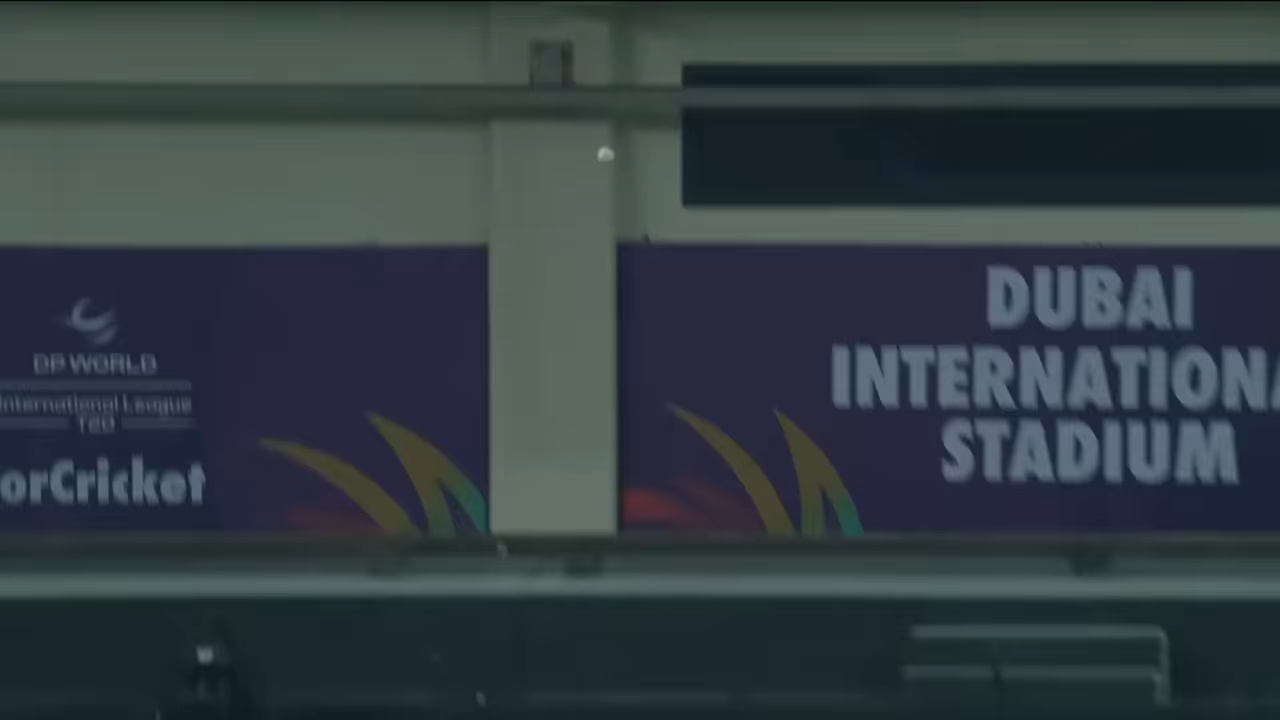 DP WORLD
International League
T20
orCricket
DUBAI
INTERNATIONA
STADIUM